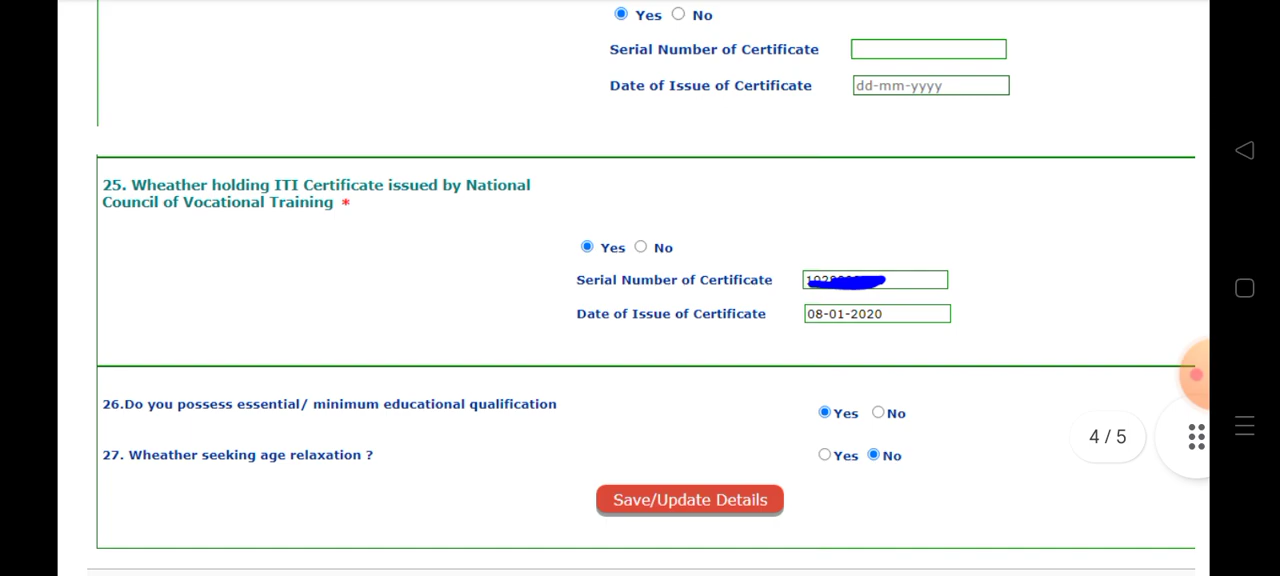 Yes No
Serial Number of Certificate
Date of Issue of Certificate dd-mm-yyyy
25. Wheather holding ITI Certificate issued by National
Council of Vocational Training *
Yes No
Serial Number of Certificate
Date of Issue of Certificate 08-01-2020
26.Do you possess essential/ minimum educational qualification Yes No
27. Wheather seeking age relaxation ? Yes No
4 / 5
Save/Update Details